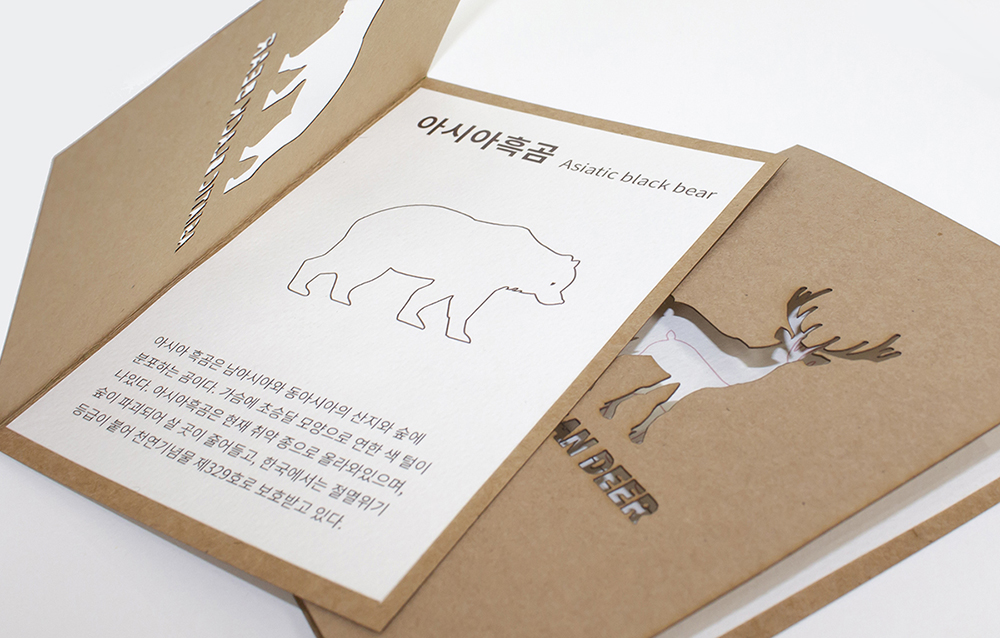 아시아흑곰 Asiatic black bear
아시아 흑곰은 남아시아와 동아시아의 산지와 숲에
분포하는 곰이다. 가슴에 초승달 모양으로 연한 색 털이
나있다. 아시아흑곰은 현재 취약 종으로 올라와있으며,
숲이 파괴되어 살 곳이 줄어들고, 한국에서는 절멸위기
등급이 붙어 천연기념물 제329호로 보호받고 있다.
AN DEER